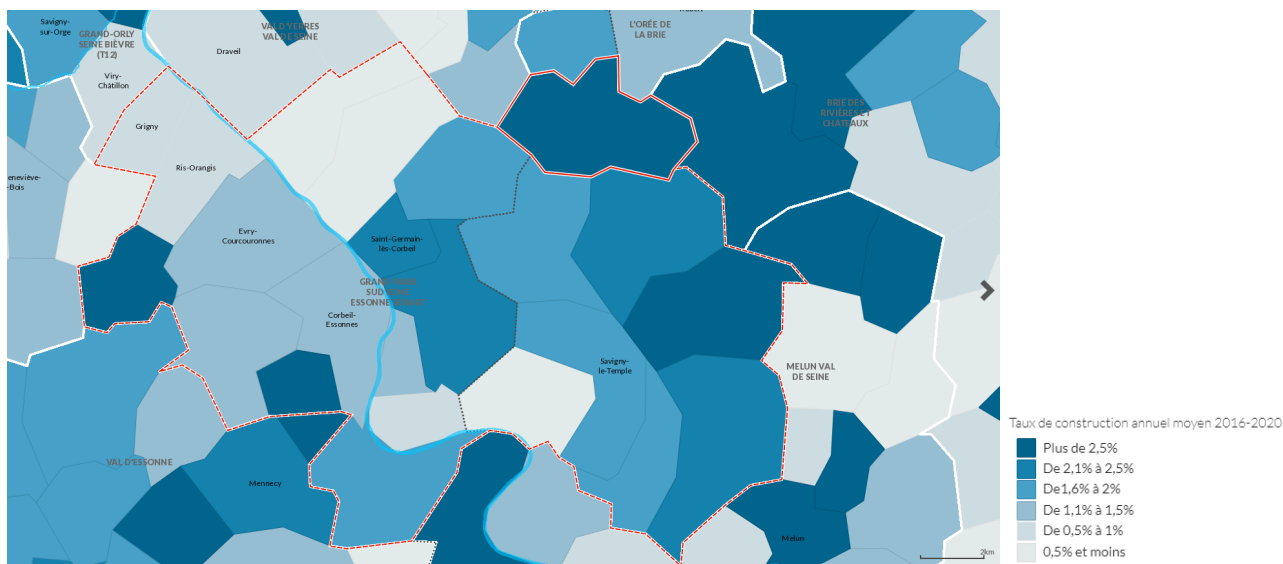 Savigny-
sur-Orge
GRAND-ORLY
SEINE BIÈVRE
(T12)
VAL D'YERRES
VAL DE SEINE
Draveil
L'ORÉE DE
LA BRIE
Viry-
Châtillon
Grigny
BRIE DES
RIVIÈRES ET
CHÂTEAUX
Ris-Orangis
eneviève-
-Bois
Evry-
Courcouronnes
Saint-Germain-
lès-Corbeil
SUD
ESSONNE
Corbeil-
Essonnes
Savigny-
le-Temple
MELUN VAL
DE SEINE
VAL D'ESSONNE
Mennecy
Melun
2km
Taux de construction annuel moyen 2016-2020
Plus de 2,5%
De 2,1% à 2,5%
De1,6% à 2%
De 1,1% à 1,5%
De 0,5% à 1%
0,5% et moins